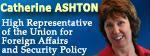 Catherine ASHTON
High Representative
of the Union for
Foreign Affairs
and Security Policy